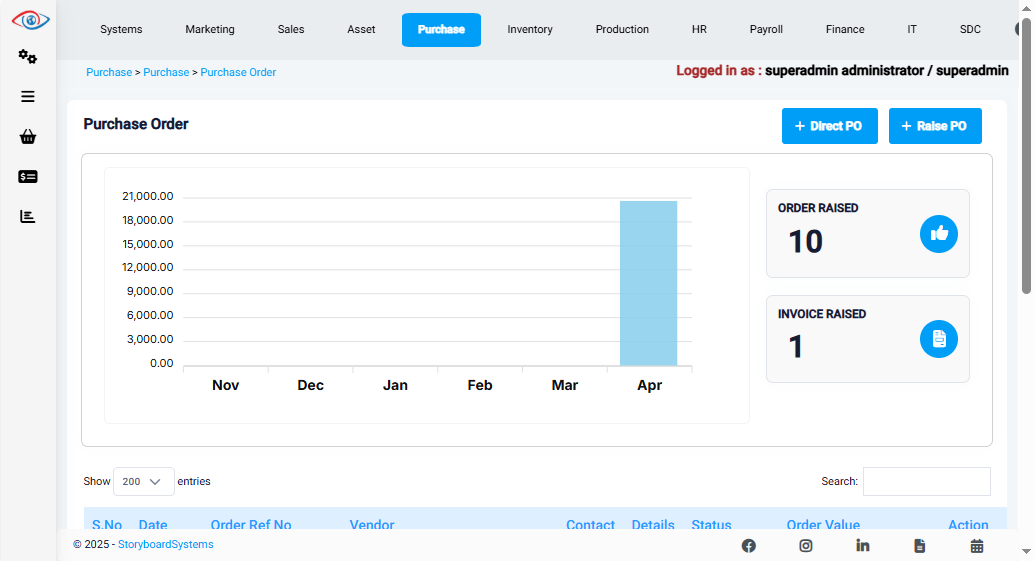 Systems Marketing Sales Asset Purchase Inventory Production HR Payroll Finance IT SDC
Purchase > Purchase > Purchase Order
Logged in as : superadmin administrator / superadmin
Purchase Order
+ Direct PO
+ Raise PO
21,000.00
18,000.00
15,000.00
12,000.00
9,000.00
6,000.00
3,000.00
0.00
Nov Dec Jan Feb Mar Apr
ORDER RAISED
10
INVOICE RAISED
1
Show 200 entries
Search:
S.No Date Order Ref No Vendor Contact Details Status Order Value Action
© 2025 - StoryboardSystems